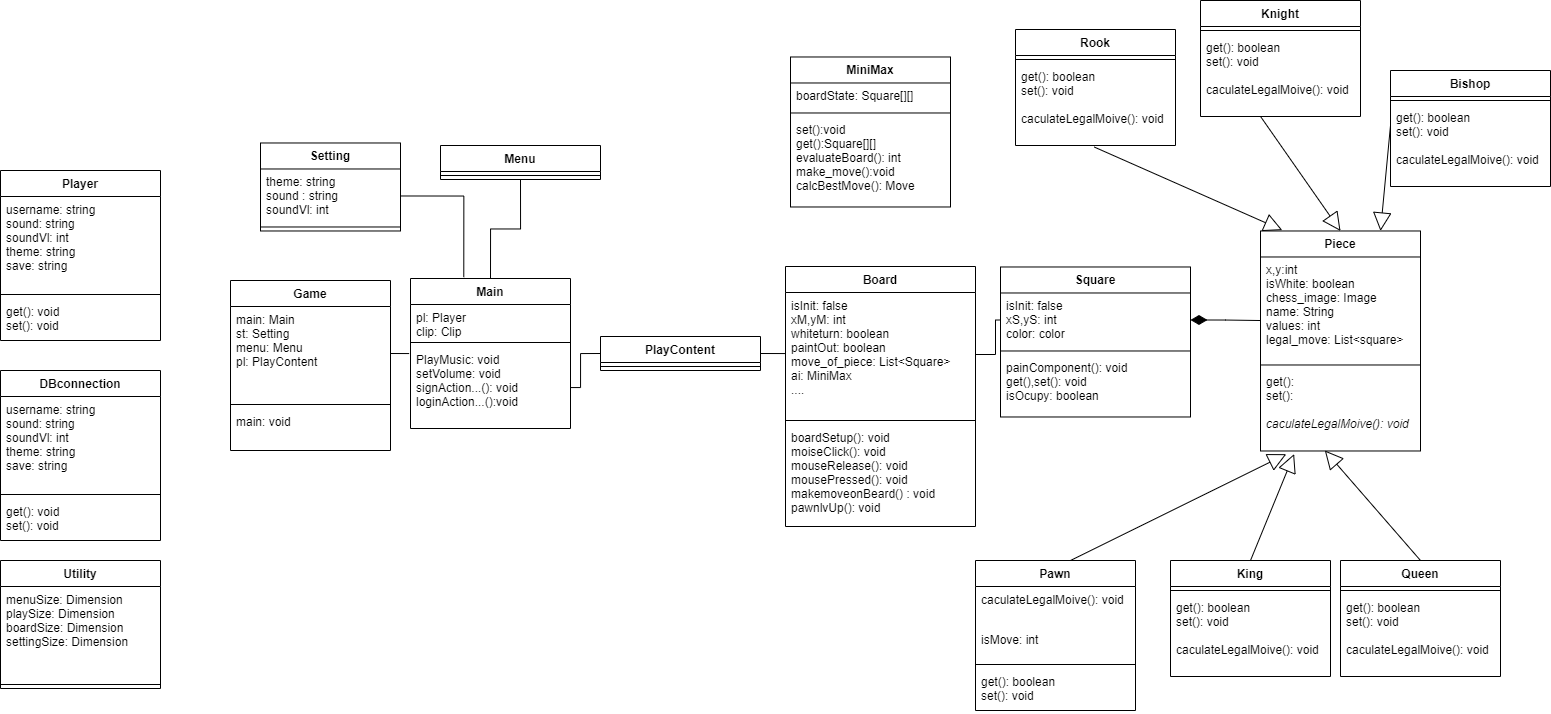 Player
username: string
sound: string
soundVl: int
theme: string
save: string
get(): void
set(): void
DBconnection
username: string
sound: string
soundVl: int
theme: string
save: string
get(): void
set(): void
Utility
menuSize: Dimension
playSize: Dimension
boardSize: Dimension
settingSize: Dimension
Setting
theme: string
sound : string
soundVl: int
Menu
Game
main: Main
st: Setting
menu: Menu
pl: PlayContent
main: void
Main
pl: Player
clip: Clip
PlayMusic: void
setVolume: void
signAction...(): void
loginAction...():void
PlayContent
MiniMax
boardState: Square[][]
set():void
get():Square[][]
evaluateBoard(): int
make_move():void
calcBestMove(): Move
Board
isInit: false
xM,yM: int
whiteturn: boolean
paintOut: boolean
move_of_piece: List<Square>
ai: MiniMax
....
boardSetup(): void
moiseClick(): void
mouseRelease(): void
mousePressed(): void
makemoveonBeard() : void
pawnlvUp(): void
Square
isInit: false
xS,yS: int
color: color
painComponent(): void
get(),set(): void
isOcupy: boolean
Rook
get(): boolean
set(): void
caculateLegalMoive(): void
Knight
get(): boolean
set(): void
caculateLegalMoive(): void
Bishop
get(): boolean
set(): void
caculateLegalMoive(): void
Piece
x,y:int
isWhite: boolean
chess_image: Image
name: String
values: int
legal_move: List<square>
get():
set():
caculateLegalMoive(): void
Pawn
caculateLegalMoive(): void
isMove: int
get(): boolean
set(): void
King
get(): boolean
set(): void
caculateLegalMoive(): void
Queen
get(): boolean
set(): void
caculateLegalMoive(): void